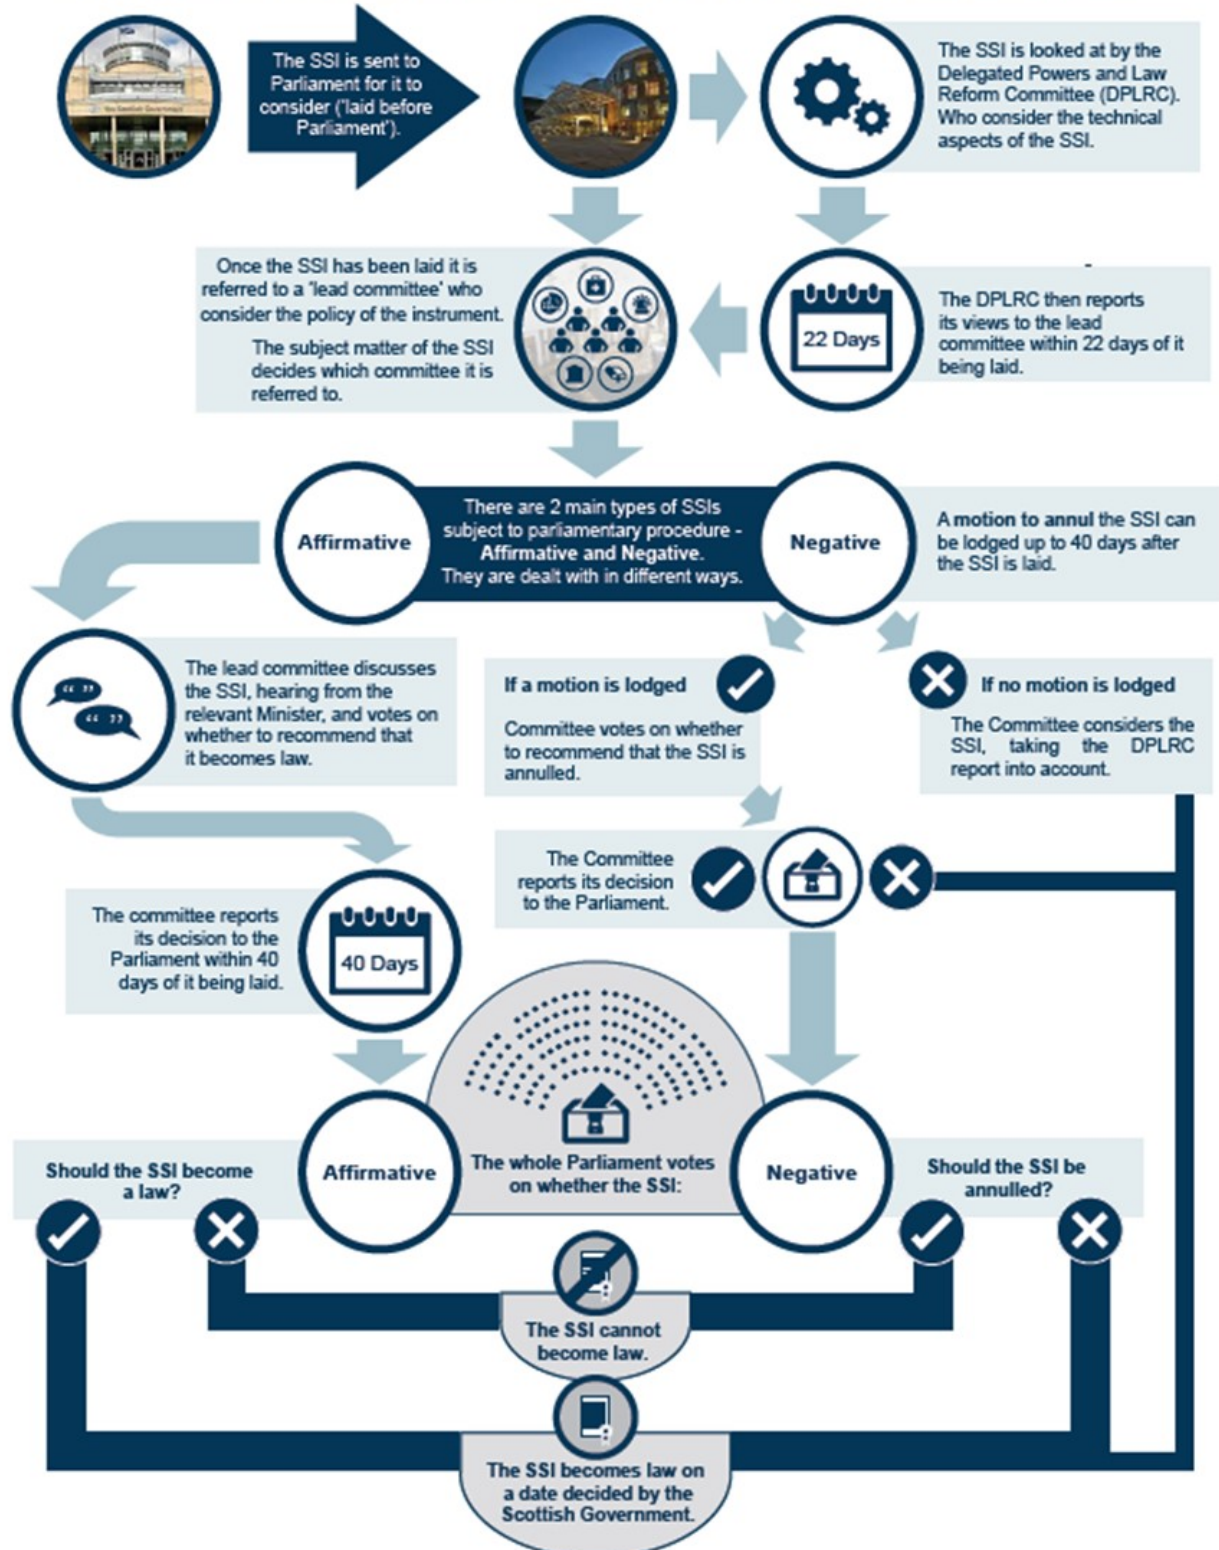 The SSI is sent to
Parliament for it to
consider ('laid before
Parliament').
The SSI is looked at by the
Delegated Powers and Law
Reform Committee (DPLRC).
Who consider the technical
aspects of the SSI.
Once the SSI has been laid it is
referred to a 'lead committee' who
consider the policy of the instrument.
The subject matter of the SSI
decides which committee it is
referred to.
22 Days
The DPLRC then reports
its views to the lead
committee within 22 days of it
being laid.
Affirmative
There are 2 main types of SSIs
subject to parliamentary procedure -
Affirmative and Negative.
They are dealt with in different ways.
Negative
A motion to annul the SSI can
be lodged up to 40 days after
the SSI is laid.
The lead committee discusses
the SSI, hearing from the
relevant Minister, and votes on
whether to recommend that
it becomes law.
If a motion is lodged
Committee votes on whether
to recommend that the SSI is
annulled.
If no motion is lodged
The Committee considers the
SSI, taking the DPLRC
report into account.
The Committee
reports its decision
to the Parliament.
The committee reports
its decision to the
Parliament within 40
days of it being laid.
40 Days
Should the SSI become
a law?
Affirmative
The whole Parliament votes
on whether the SSI:
Negative
Should the SSI be
annulled?
The SSI cannot
become law.
The SSI becomes law on
a date decided by the
Scottish Government.